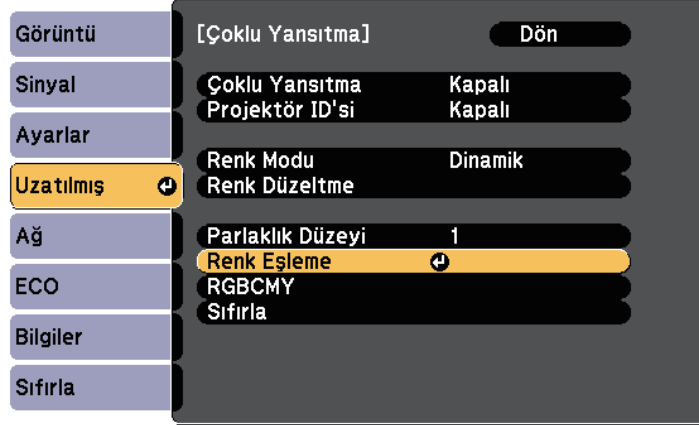 Görüntü
Sinyal
Ayarlar
Uzatılmış
Ağ
ECO
Bilgiler
Sıfırla
[Çoklu Yansıtma] Dön
Çoklu Yansıtma Kapalı
Projektör ID'si Kapalı
Renk Modu Dinamik
Renk Düzeltme
Parlaklık Düzeyi 1
Renk Eşleme
RGBCMY
Sıfırla